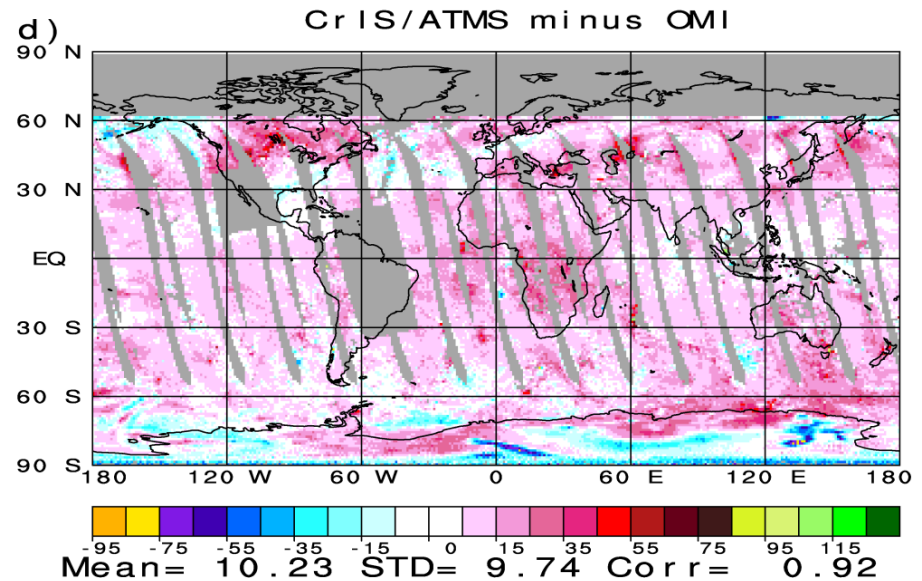 d)
CrIS/ATMS minus OMI
90 N
60 N
30 N
EQ
30 S
60 S
90 S
180 120 W 60 W 0 60 E 120 E 180
-95 -75 -55 -35 -15 0 15 35 55 75 95 115
Mean= 10.23 STD= 9.74 Corr= 0.92